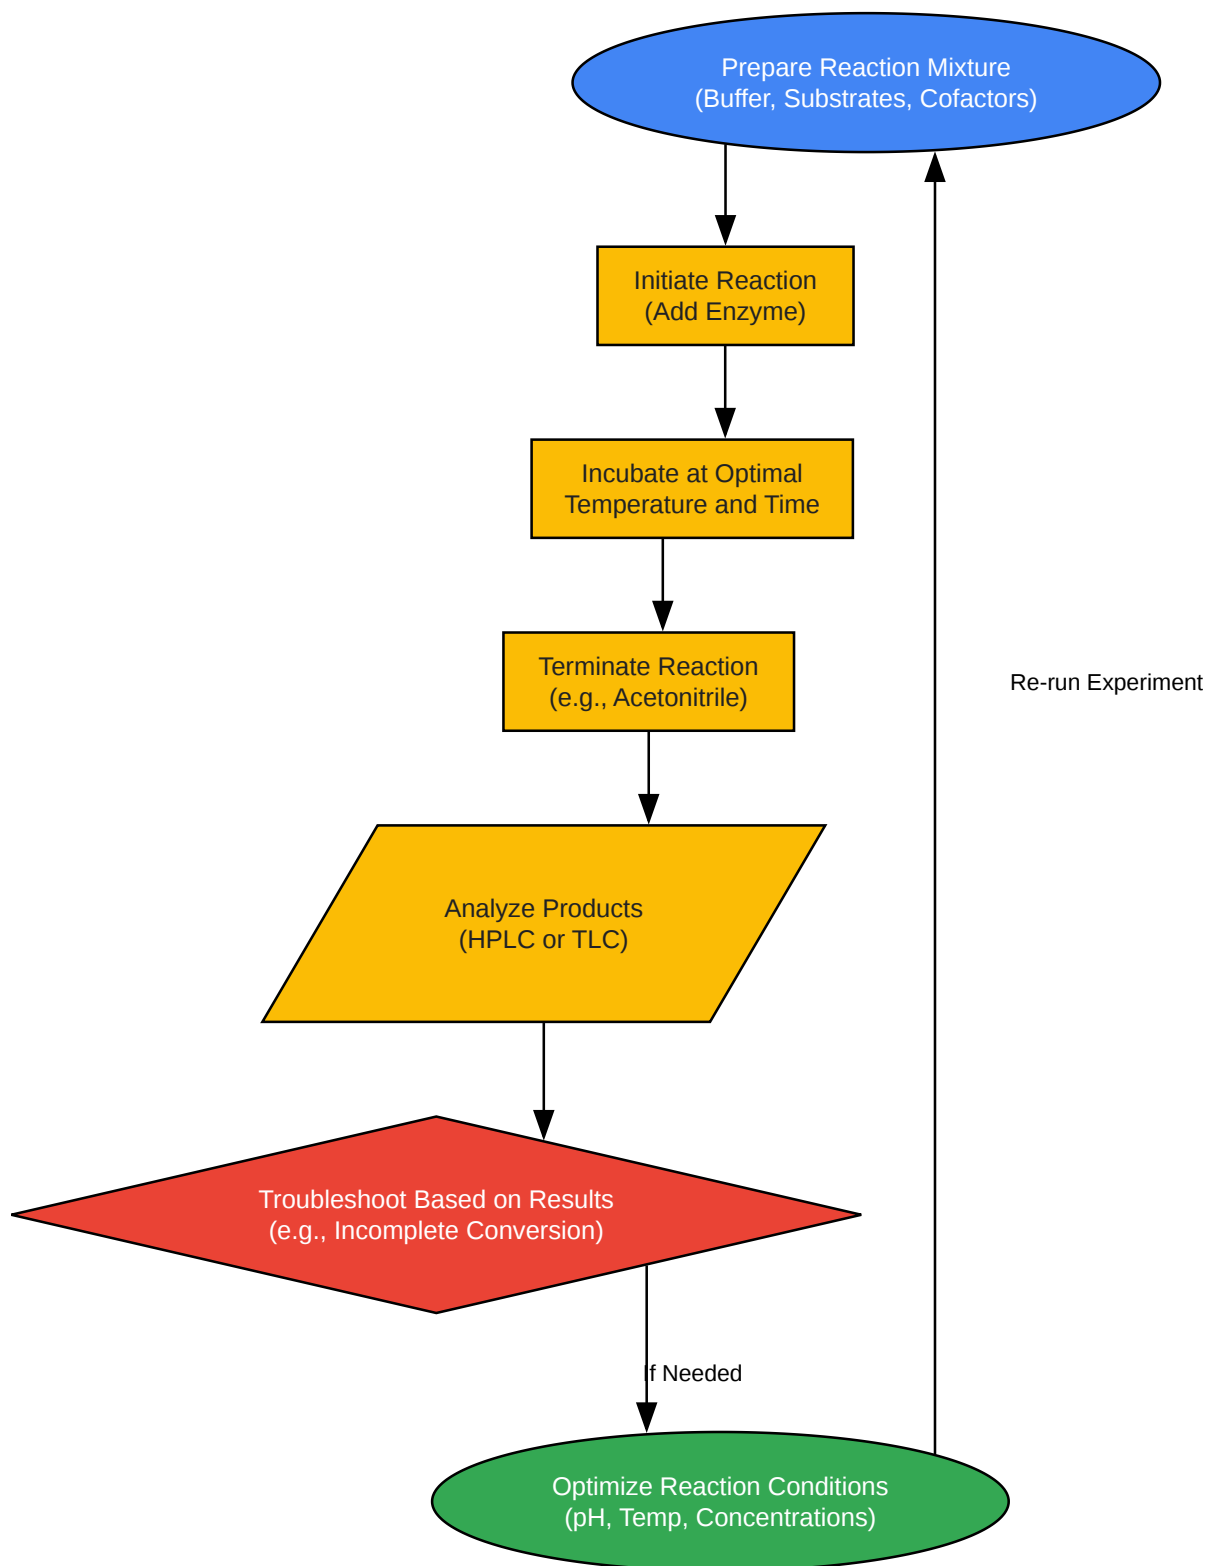 Prepare Reaction Mixture
(Buffer, Substrates, Cofactors)
Initiate Reaction
(Add Enzyme)
Incubate at Optimal
Temperature and Time
Terminate Reaction
(e.g., Acetonitrile)
Re-run Experiment
Analyze Products
(HPLC or TLC)
Troubleshoot Based on Results
(e.g., Incomplete Conversion)
If Needed
Optimize Reaction Conditions
(pH, Temp, Concentrations)